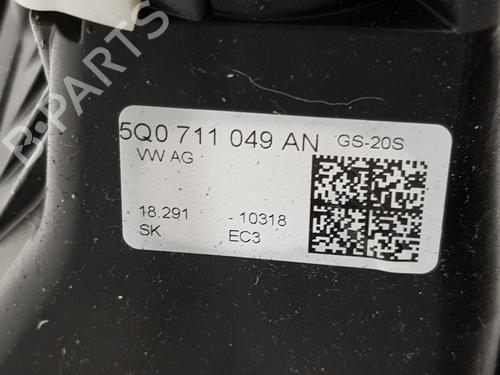 B-PARTS
5Q0 711 049 AN GS-20S
VW AG
18.291 - 10318
SK EC3